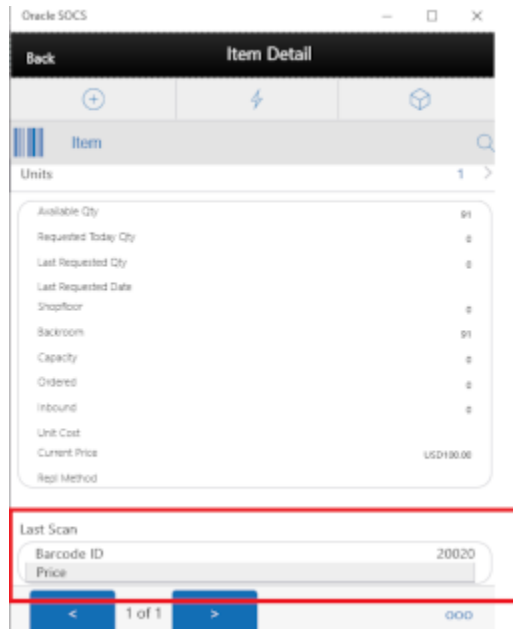 Oracle SOCS
Back Item Detail
Item
Units 1 >
Available Qty 91
Requested Today Qty 0
Last Requested Qty 0
Last Requested Date
Shopfloor 0
Backroom 91
Capacity 0
Ordered 0
Inbound 0
Unit Cost
Current Price USD100.00
Repl Method
Last Scan
Barcode ID 20020
Price
< 1 of 1 >